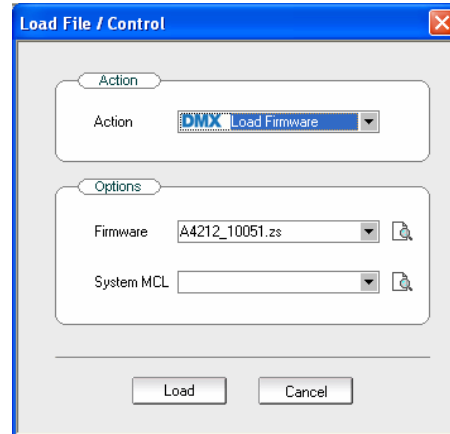 Load File / Control
Action
Action DMX Load Firmware
Options
Firmware A4212_10051.zs
System MCL
Load Cancel